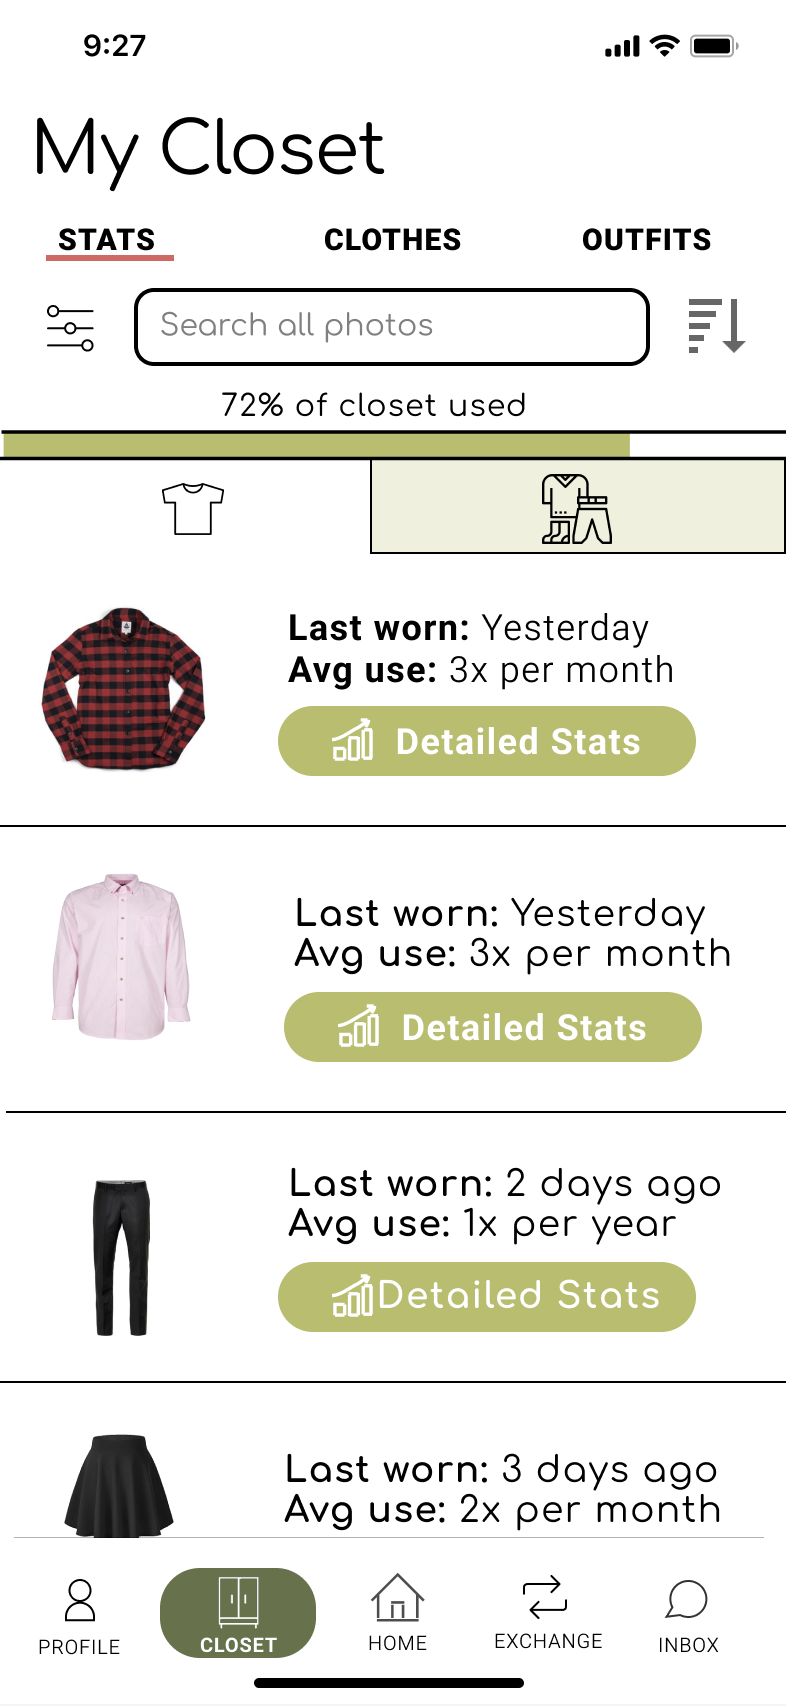 9:27
My Closet
STATS CLOTHES OUTFITS
Search all photos
72% of closet used
Last worn: Yesterday
Avg use: 3x per month
Detailed Stats
Last worn: Yesterday
Avg use: 3x per month
Detailed Stats
Last worn: 2 days ago
Avg use: 1x per year
Detailed Stats
Last worn: 3 days ago
Avg use: 2x per month
PROFILE CLOSET HOME EXCHANGE INBOX